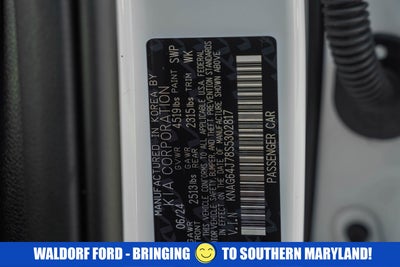 MANUFACTURED IN KOREA BY
KIA CORPORATION
06/24 GVWR 4519lbs PAINT SWP
GAWR 2513lbs GAWR 2315lbs TRIM WK
REAR
THIS VEHICLE CONFORMS TO ALL APPLICABLE U.S.A FEDERAL
MOTOR VEHICLE SAFETY, BUMPER, AND THEFT PREVENTION STANDARDS
IN EFFECT ON THE DATE OF MANUFACTURE SHOWN ABOVE
V.I.N KNAG64J78S5302817
PASSENGER CAR
WALDORF FORD - BRINGING TO SOUTHERN MARYLAND!